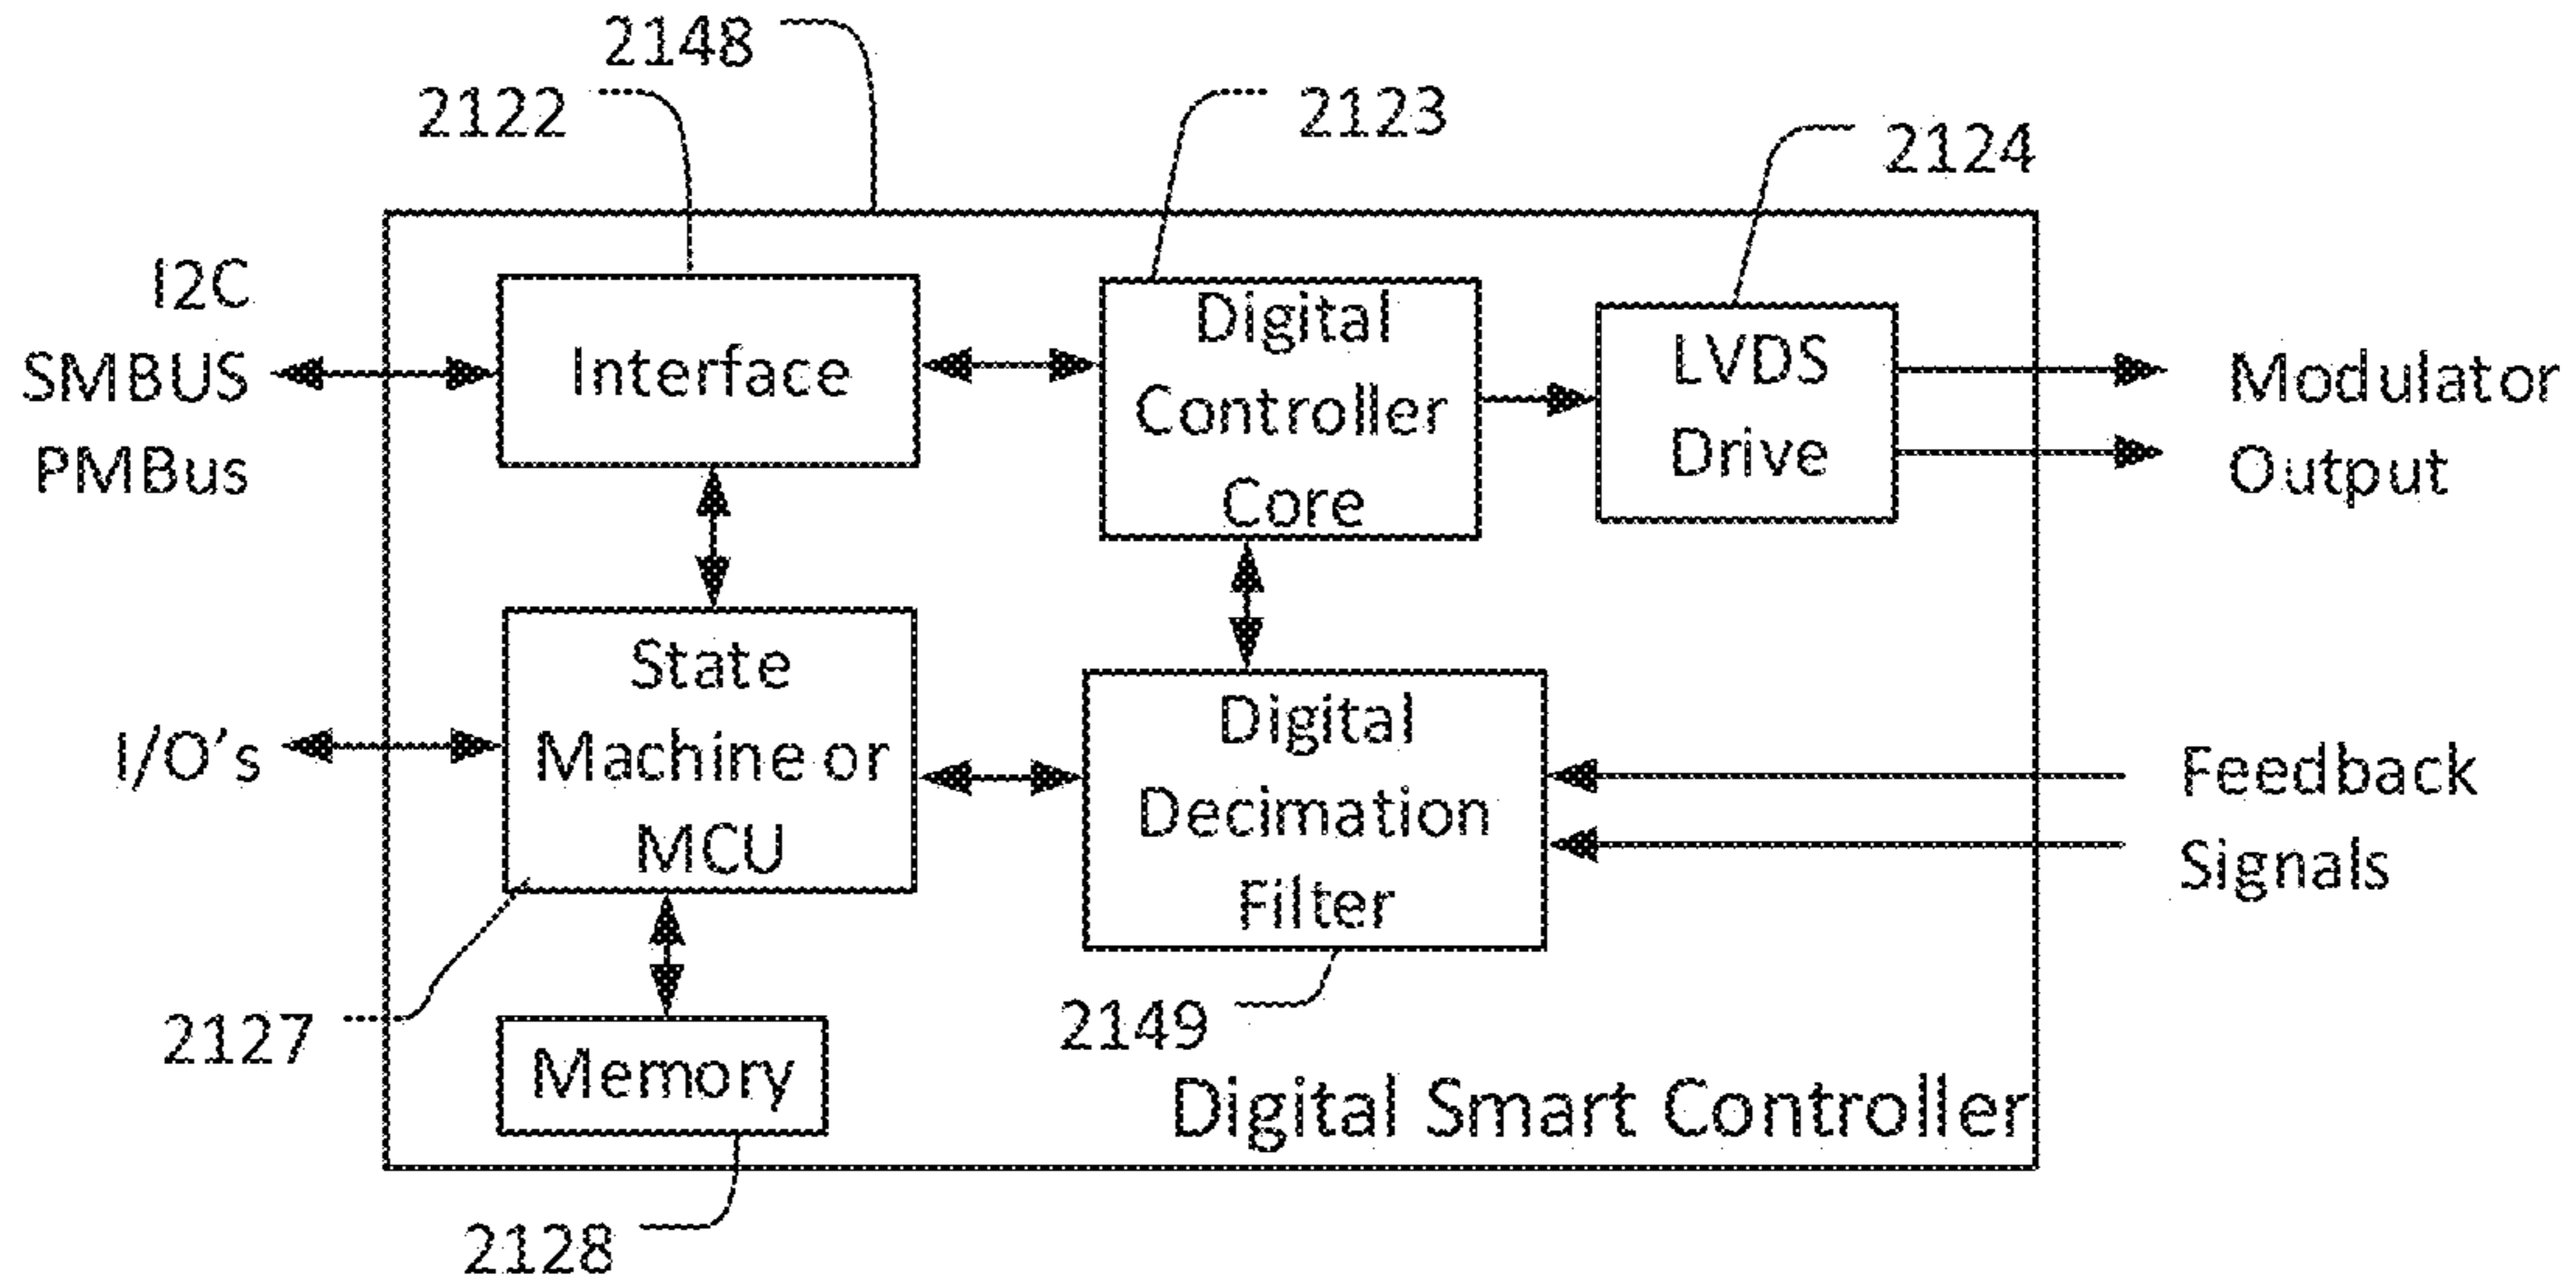 2148
2122
2123
2124
I2C
SMBUS
PMBus
Interface
Digital
Controller
Core
LVDS
Drive
Modulator
Output
I/O's
State
Machine or
MCU
Digital
Decimation
Filter
Feedback
Signals
2127
Memory
2149
Digital Smart Controller
2128